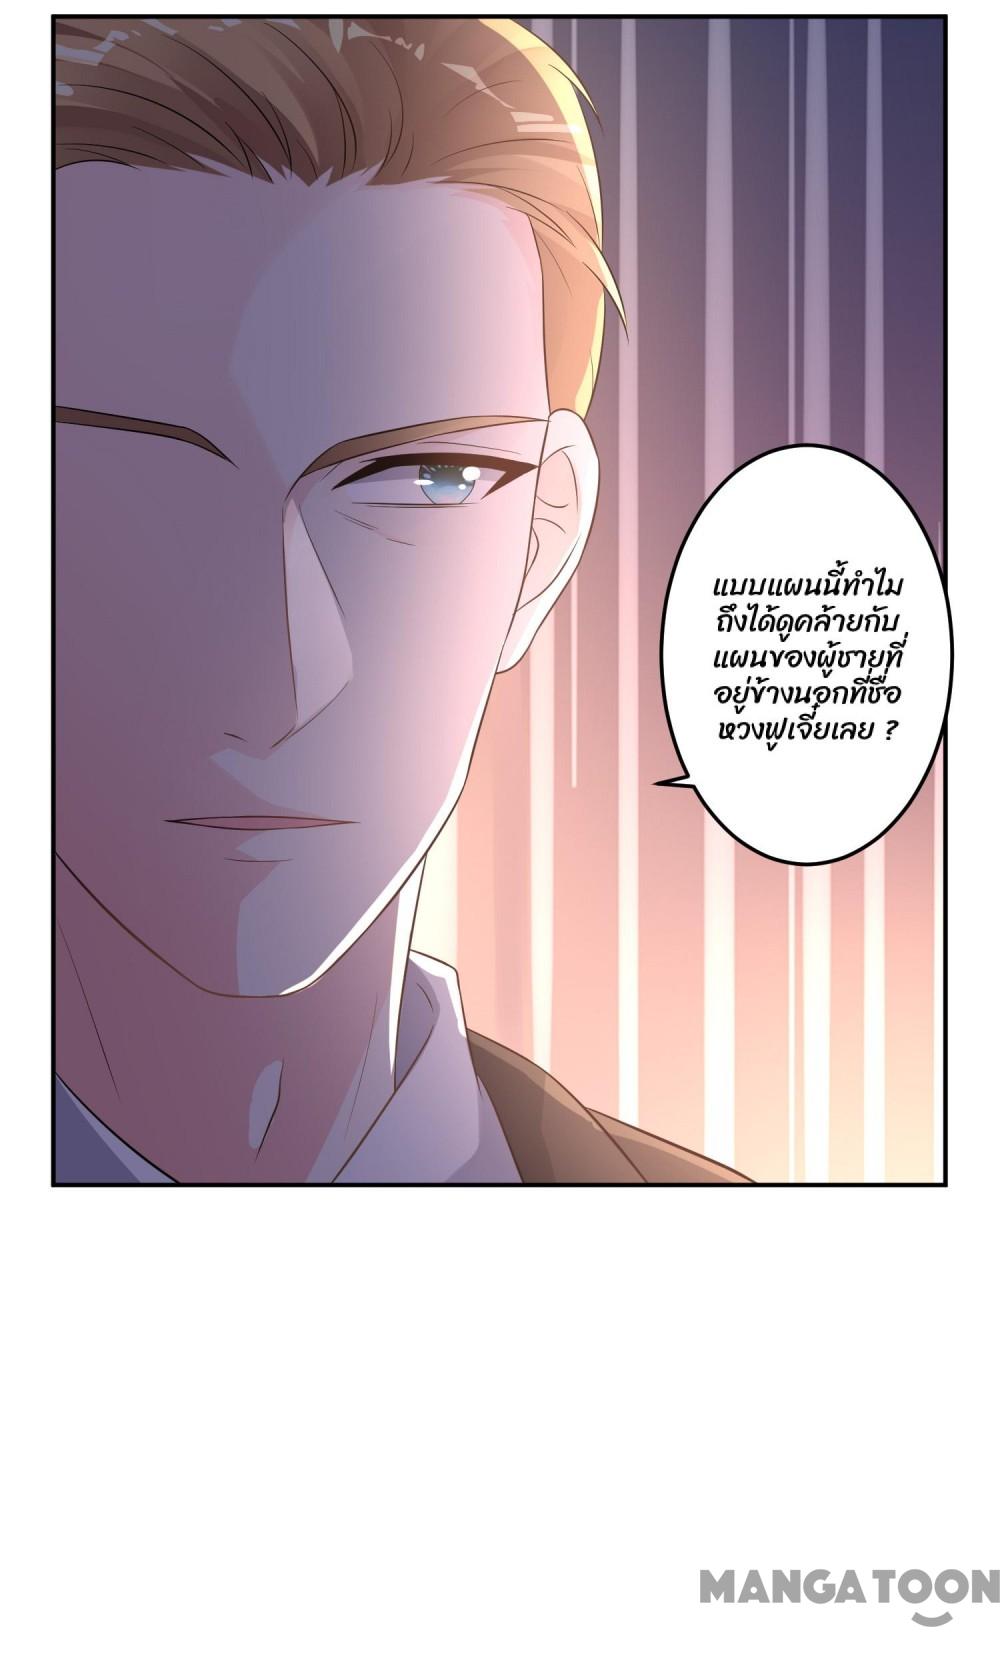 แบบแผนนี้ทำไม
ถึงได้ดูคล้ายกับ
แผนของผู้ชายที่
อยู่ข้างนอกที่ชื่อ
หวงฟูเจี๋ยเลย ?
MANGATOON